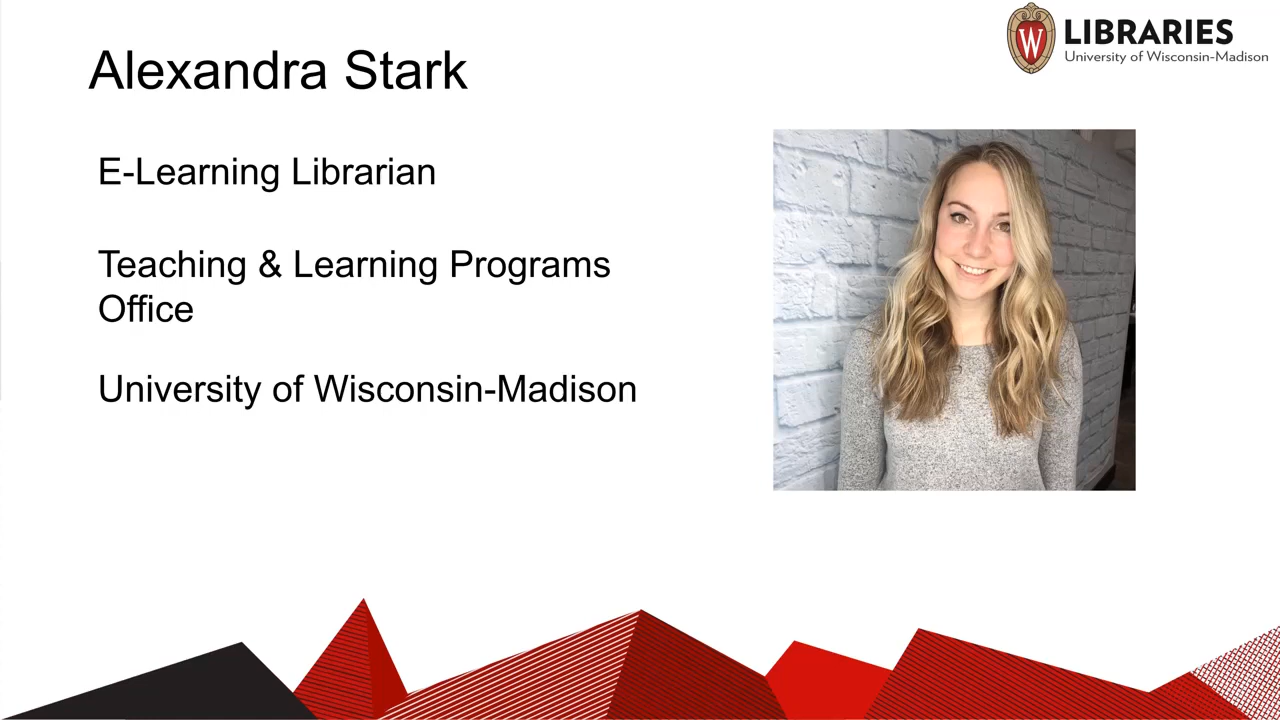 W LIBRARIES
University of Wisconsin-Madison
Alexandra Stark
E-Learning Librarian
Teaching & Learning Programs
Office
University of Wisconsin-Madison